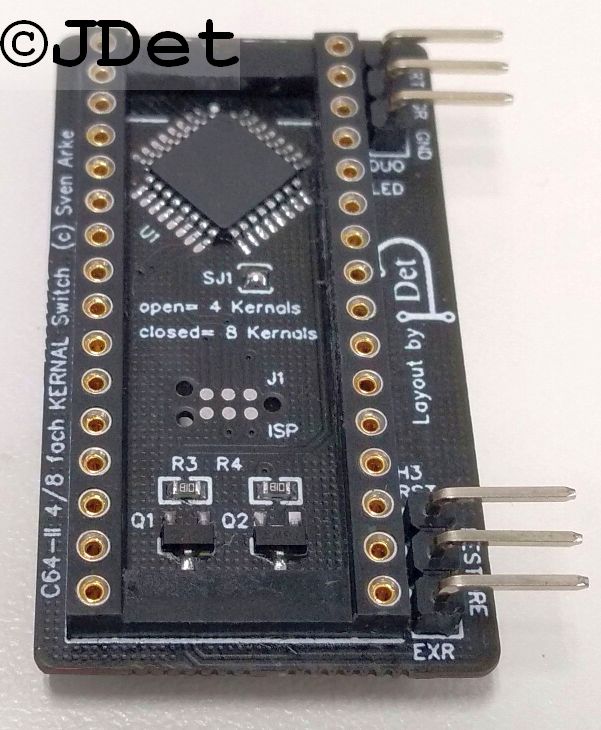 ©JDet
C64-II 4/8 fach KERNAL Switch (c) Sven Arke
U1
SJ1
open= 4 Kernals
closed= 8 Kernals
J1
ISP
R3 R4
Q1
Q2
GND
DUO
LED
Layout by JDet
EXR